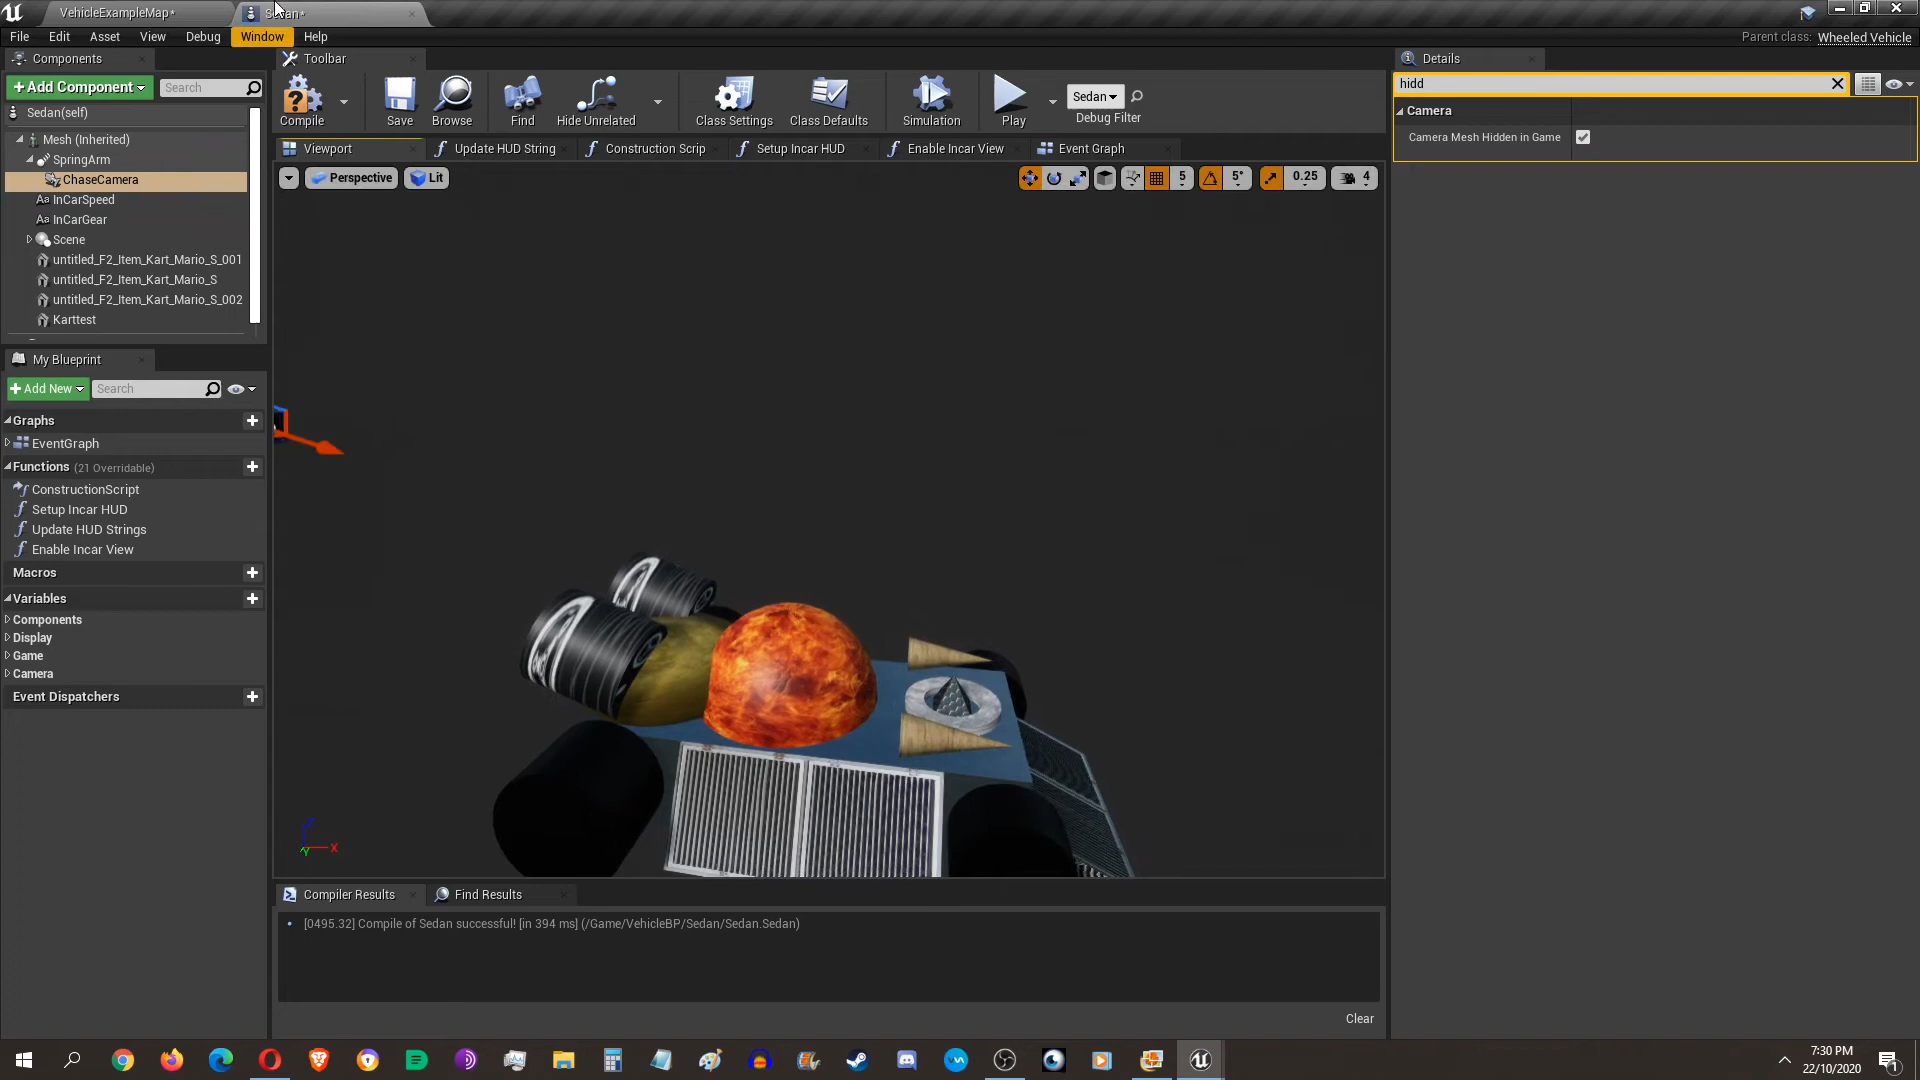 VehicleExampleMap*
Sedan*
File Edit Asset View Debug Window Help
Parent class: Wheeled Vehicle
Components
+Add Component
Search
Sedan(self)
Mesh (Inherited)
SpringArm
ChaseCamera
InCarSpeed
InCarGear
Scene
untitled_F2_Item_Kart_Mario_S_001
untitled_F2_Item_Kart_Mario_S
untitled_F2_Item_Kart_Mario_S_002
Karttest
My Blueprint
+Add New
Search
Graphs
EventGraph
Functions (21 Overridable)
ConstructionScript
Setup Incar HUD
Update HUD Strings
Enable Incar View
Macros
Variables
Components
Display
Game
Camera
Event Dispatchers
Toolbar
Compile
Save
Browse
Find
Hide Unrelated
Class Settings
Class Defaults
Simulation
Play
Sedan
Debug Filter
Viewport
Update HUD String
Construction Scrip
Setup Incar HUD
Enable Incar View
Event Graph
Perspective
Lit
5
5°
0.25
4
Z
X
Y
Compiler Results
Find Results
[0495.32] Compile of Sedan successful! [in 394 ms] (/Game/VehicleBP/Sedan/Sedan.Sedan)
Clear
Details
hidd
Camera
Camera Mesh Hidden in Game
7:30 PM
22/10/2020
1